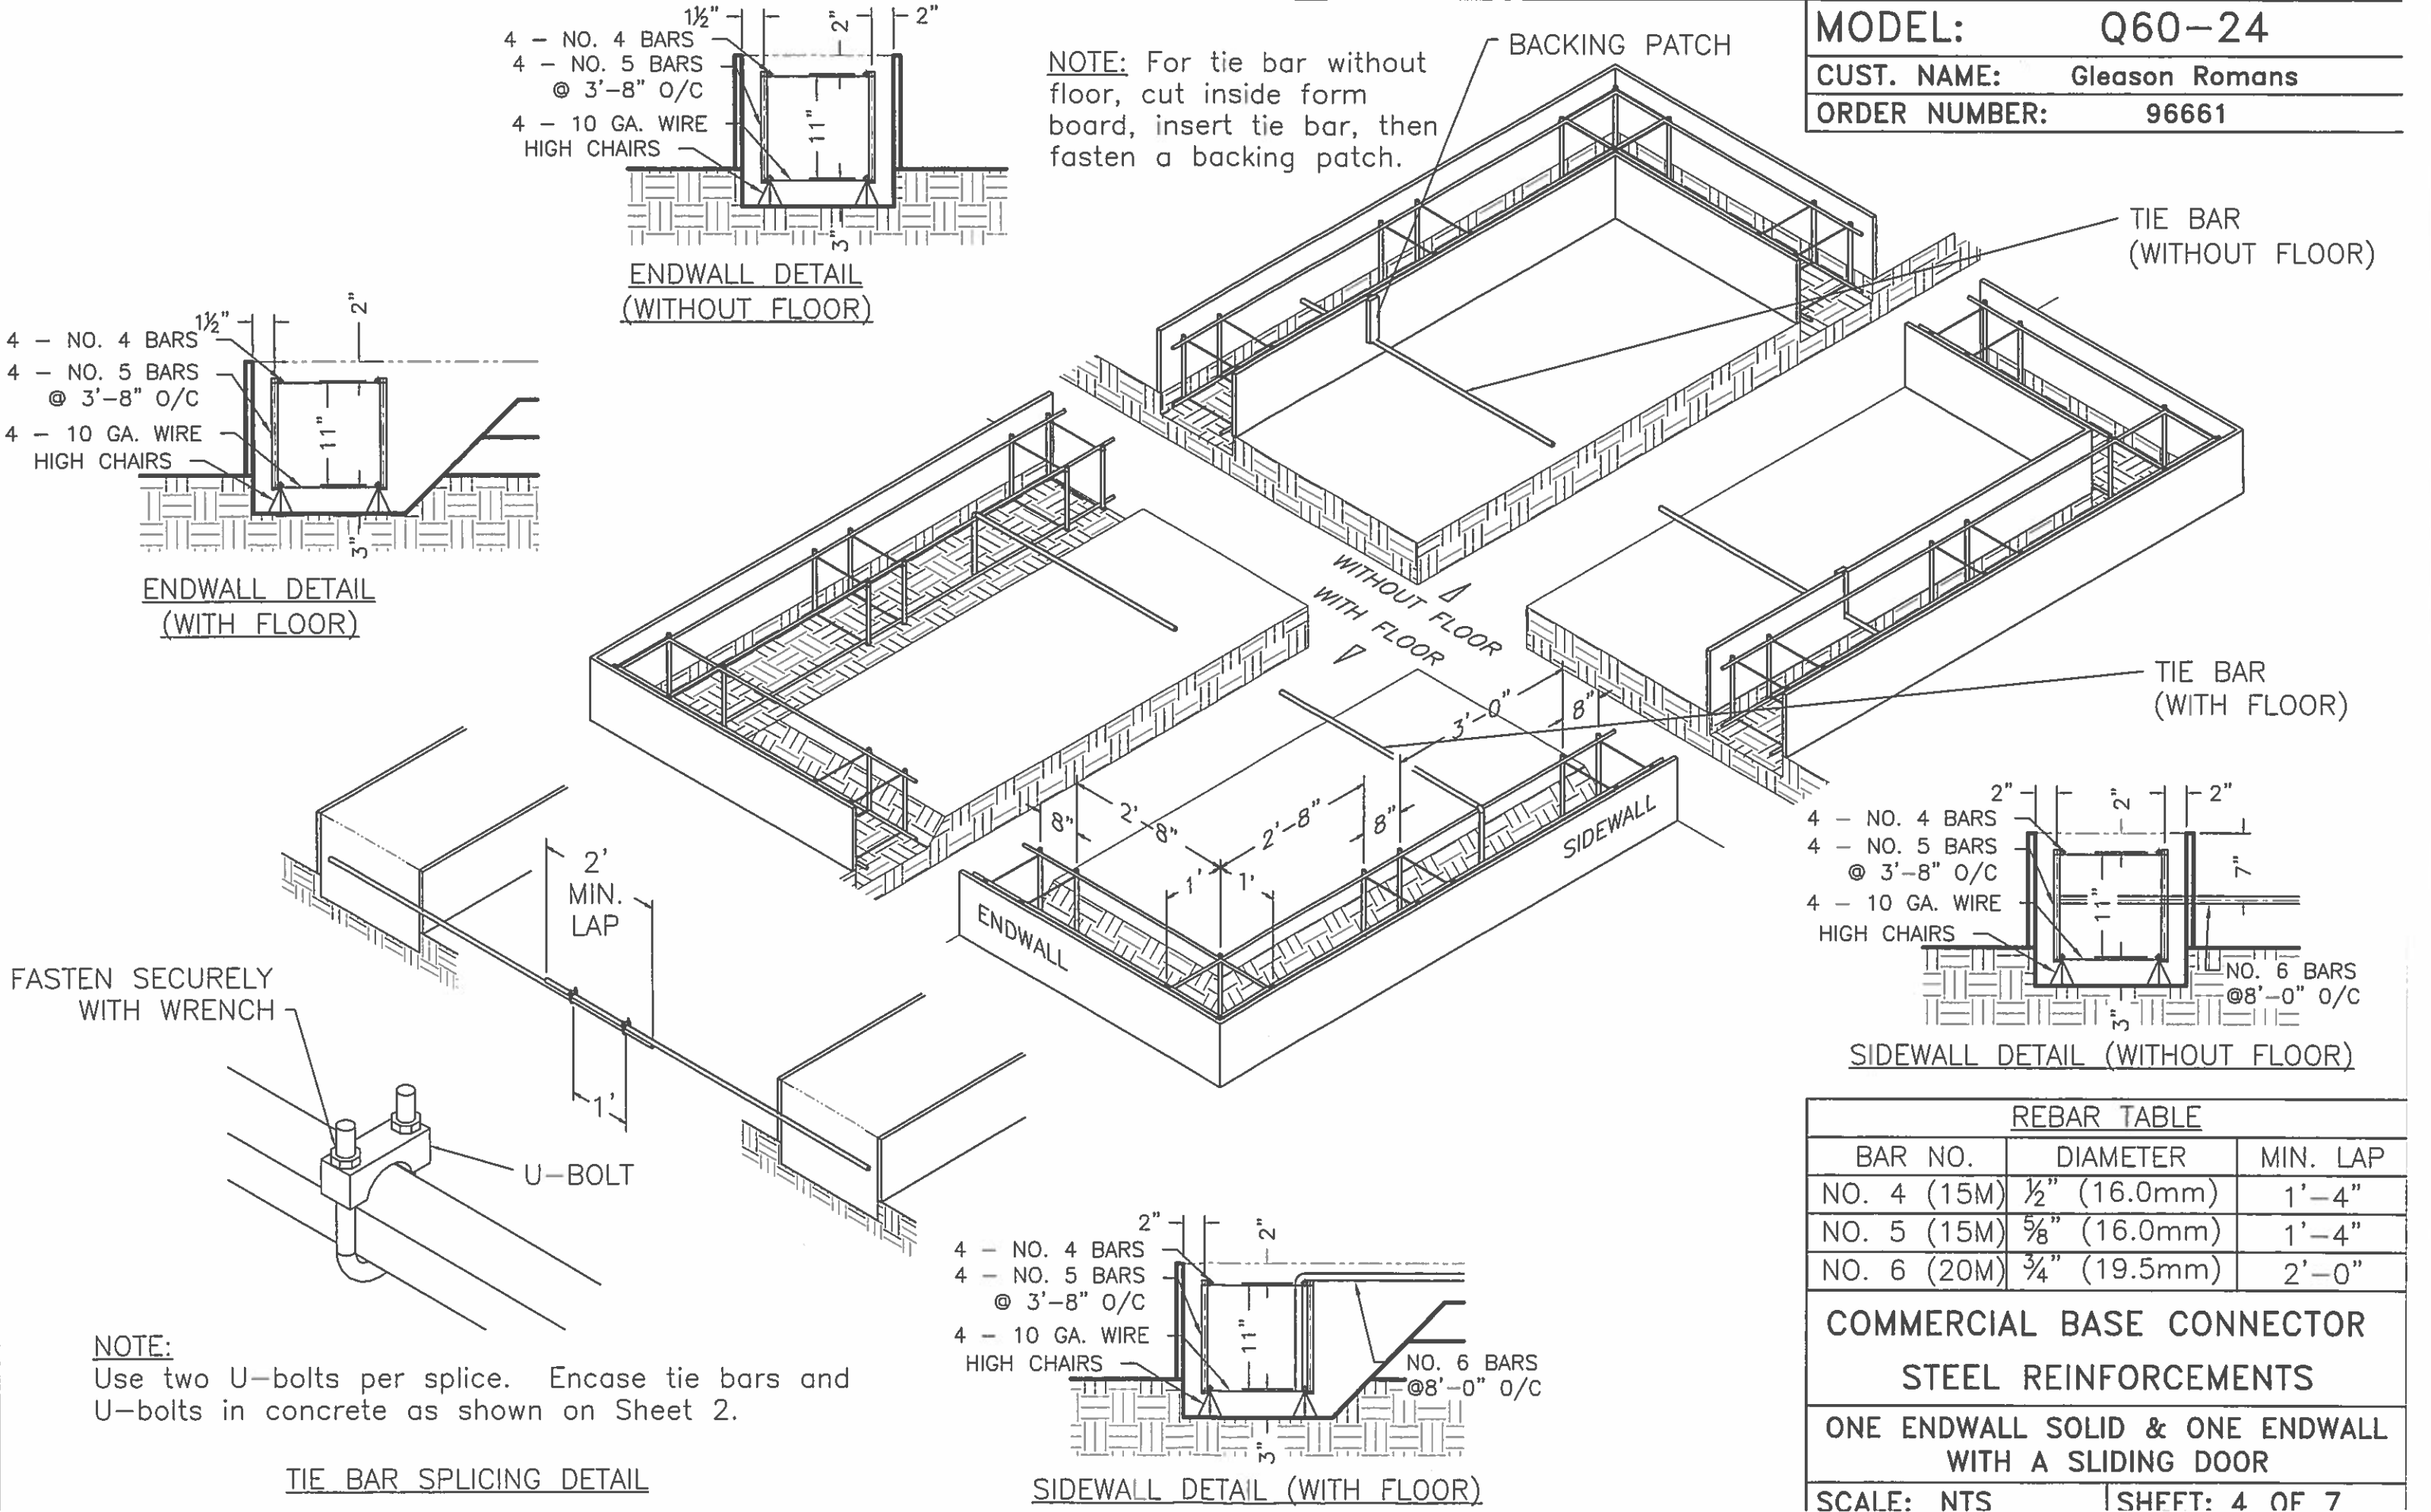 MODEL: Q60-24
CUST. NAME: Gleason Romans
ORDER NUMBER: 96661
1½" 2" 2"
4 - NO. 4 BARS
4 - NO. 5 BARS
@ 3'-8" O/C
4 - 10 GA. WIRE
HIGH CHAIRS
11"
3"
ENDWALL DETAIL
(WITHOUT FLOOR)
NOTE: For tie bar without
floor, cut inside form
board, insert tie bar, then
fasten a backing patch.
BACKING PATCH
TIE BAR
(WITHOUT FLOOR)
1½" 2"
4 - NO. 4 BARS
4 - NO. 5 BARS
@ 3'-8" O/C
4 - 10 GA. WIRE
HIGH CHAIRS
11"
3"
ENDWALL DETAIL
(WITH FLOOR)
WITHOUT FLOOR
WITH FLOOR
TIE BAR
(WITH FLOOR)
3'-0" 8"
8" 2'-8" 2'-8" 8"
1' 1'
ENDWALL
SIDEWALL
2'
MIN.
LAP
1'
FASTEN SECURELY
WITH WRENCH
U-BOLT
NOTE:
Use two U-bolts per splice. Encase tie bars and
U-bolts in concrete as shown on Sheet 2.
TIE BAR SPLICING DETAIL
2" 2" 2"
4 - NO. 4 BARS
4 - NO. 5 BARS
@ 3'-8" O/C
4 - 10 GA. WIRE
HIGH CHAIRS
11"
7"
NO. 6 BARS
@8'-0" O/C
3"
SIDEWALL DETAIL (WITHOUT FLOOR)
2" 2"
4 - NO. 4 BARS
4 - NO. 5 BARS
@ 3'-8" O/C
4 - 10 GA. WIRE
HIGH CHAIRS
11"
NO. 6 BARS
@8'-0" O/C
3"
SIDEWALL DETAIL (WITH FLOOR)
REBAR TABLE
BAR NO. DIAMETER MIN. LAP
NO. 4 (15M) ½" (16.0mm) 1'-4"
NO. 5 (15M) ⅝" (16.0mm) 1'-4"
NO. 6 (20M) ¾" (19.5mm) 2'-0"
COMMERCIAL BASE CONNECTOR
STEEL REINFORCEMENTS
ONE ENDWALL SOLID & ONE ENDWALL
WITH A SLIDING DOOR
SCALE: NTS SHEET: 4 OF 7